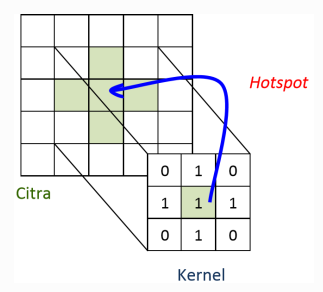 Hotspot
0 1 0
1 1 1
0 1 0
Citra
Kernel